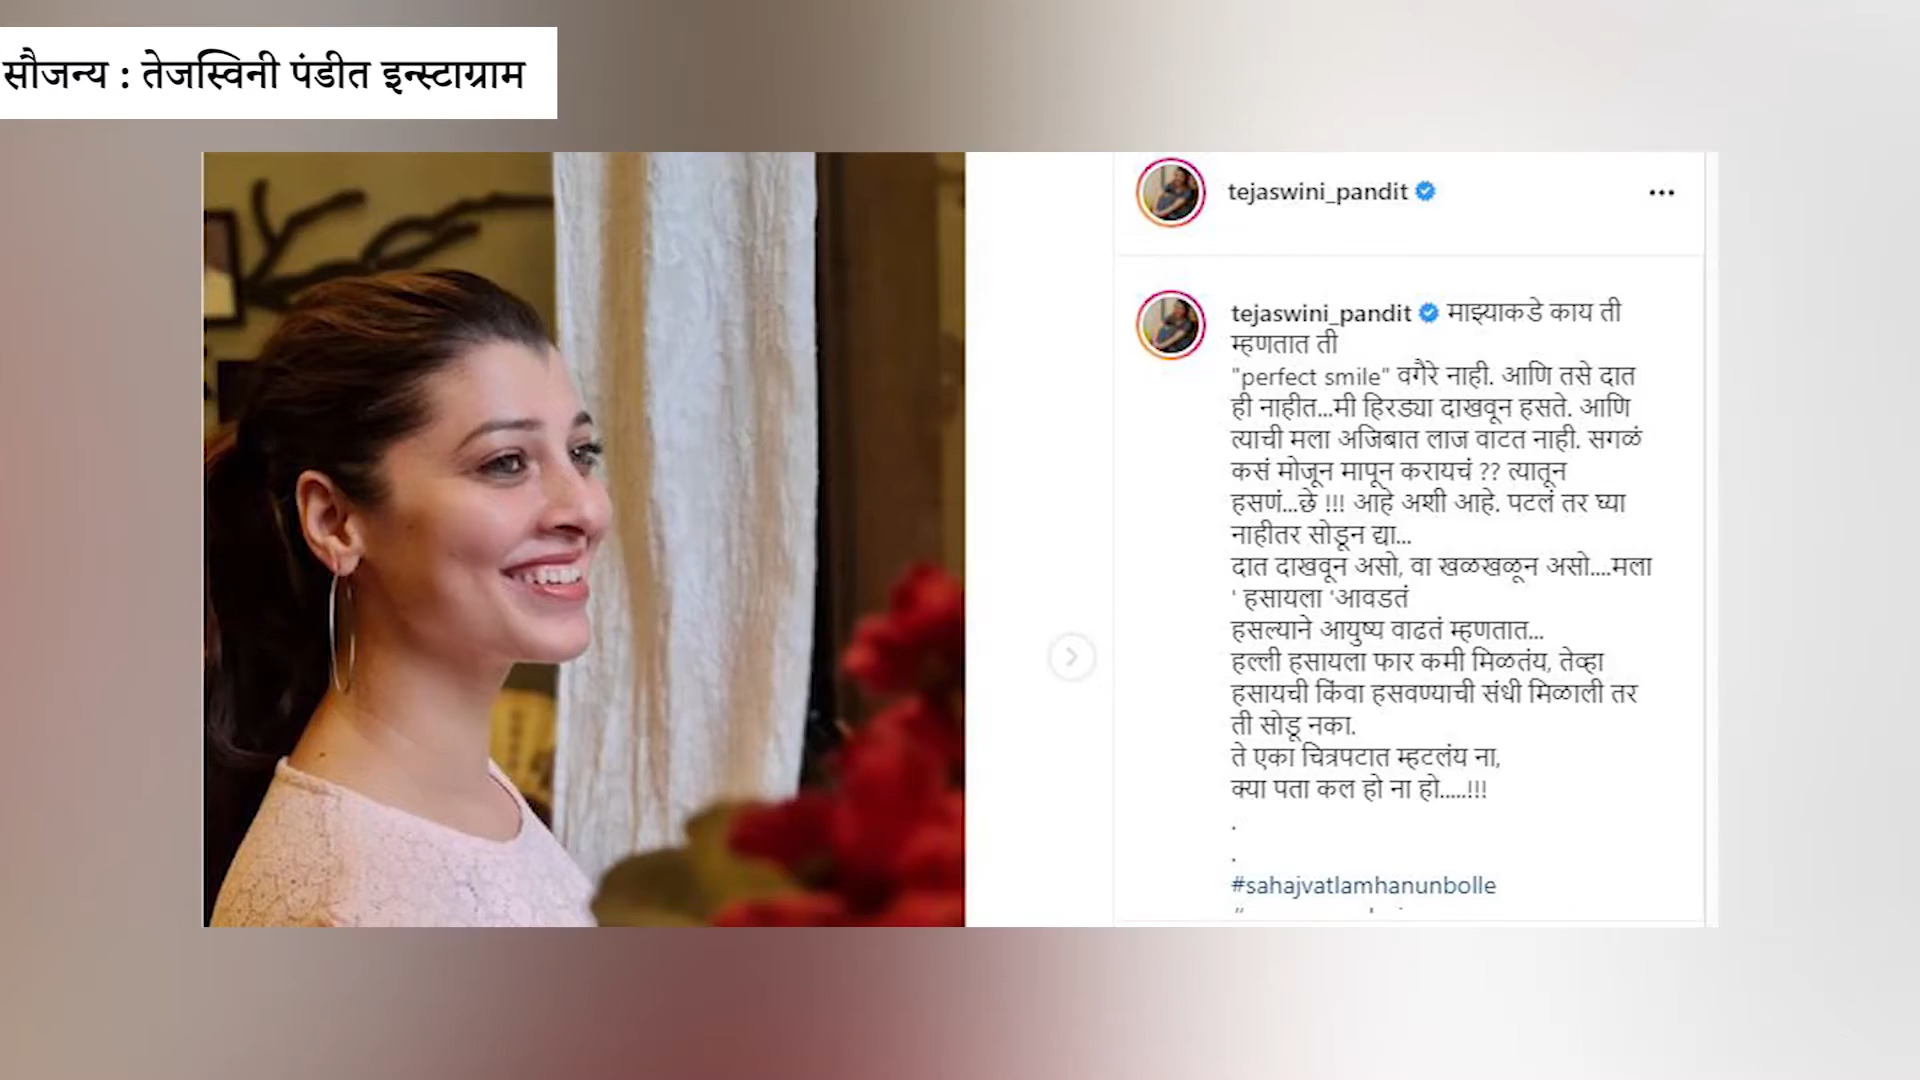 सौजन्य : तेजस्विनी पंडीत इन्स्टाग्राम
tejaswini_pandit
tejaswini_pandit माझ्याकडे काय ती
म्हणतात ती
"perfect smile" वगैरे नाही. आणि तसे दात
ही नाहीत...मी हिरड्या दाखवून हसते. आणि
त्याची मला अजिबात लाज वाटत नाही. सगळं
कसं मोजून मापून करायचं ?? त्यातून
हसणं...छे !!! आहे अशी आहे. पटलं तर घ्या
नाहीतर सोडून द्या...
दात दाखवून असो, वा खळखळून असो....मला
' हसायला 'आवडतं
हसल्याने आयुष्य वाढतं म्हणतात...
हल्ली हसायला फार कमी मिळतंय, तेव्हा
हसायची किंवा हसवण्याची संधी मिळाली तर
ती सोडू नका.
ते एका चित्रपटात म्हटलंय ना,
क्या पता कल हो ना हो.....!!!
.
.
#sahajvatlamhanunbolle